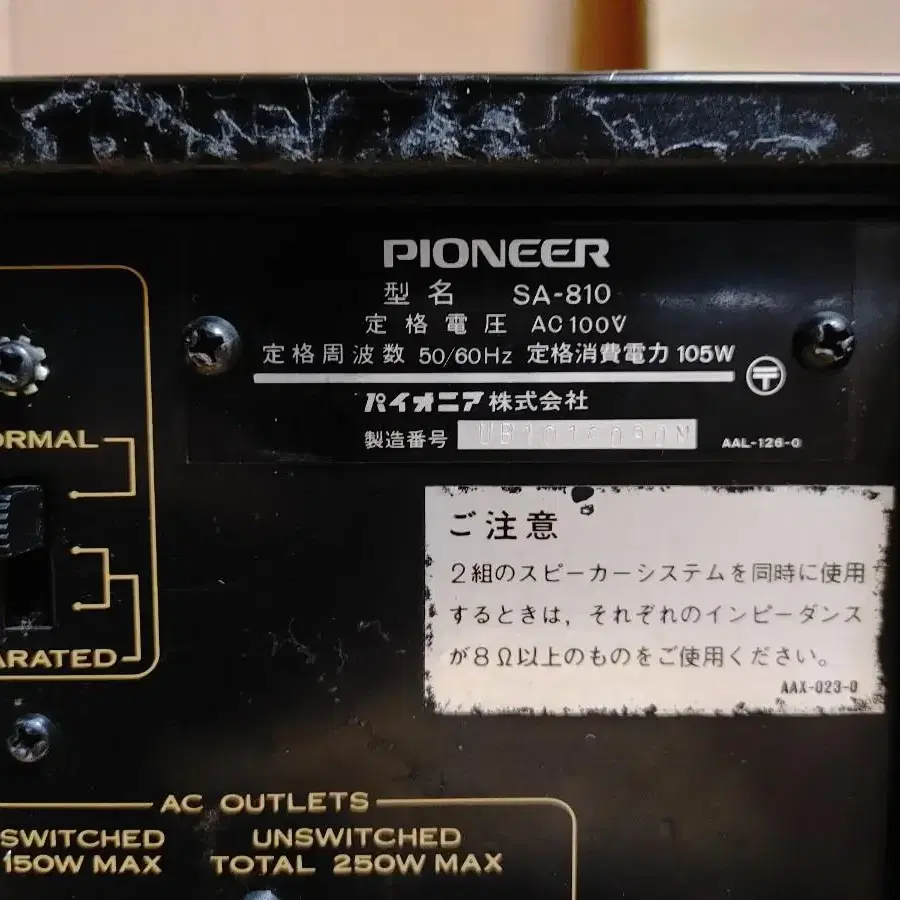 PIONEER
型名 SA-810
定格電圧 AC100V
定格周波数 50/60Hz 定格消費電力 105W
〒
パイオニア株式会社
製造番号
AAL-126-0
ORMAL
ARATED
ご注意
2組のスピーカーシステムを同時に使用
するときは，それぞれのインピーダンス
が8Ω以上のものをご使用ください。
AAX-023-0
AC OUTLETS
SWITCHED UNSWITCHED
150W MAX TOTAL 250W MAX